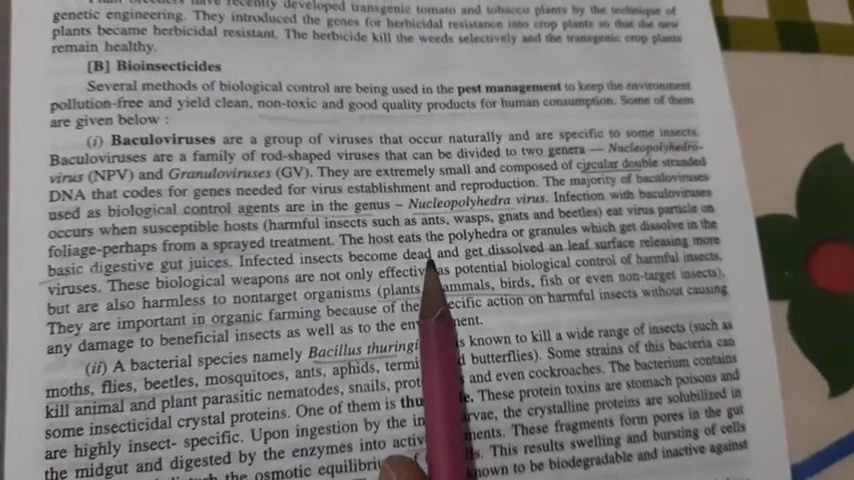 have recently developed transgenic tomato and tobacco plants by the technique of
genetic engineering. They introduced the genes for herbicidal resistance into crop plants so that the new
plants became herbicidal resistant. The herbicide kill the weeds selectively and the transgenic crop plants
remain healthy.
[B] Bioinsecticides
Several methods of biological control are being used in the pest management to keep the environment
pollution-free and yield clean, non-toxic and good quality products for human consumption. Some of them
are given below :
(i) Baculoviruses are a group of viruses that occur naturally and are specific to some insects.
Baculoviruses are a family of rod-shaped viruses that can be divided to two genera — Nucleopolyhedro-
virus (NPV) and Granuloviruses (GV). They are extremely small and composed of circular double stranded
DNA that codes for genes needed for virus establishment and reproduction. The majority of baculoviruses
used as biological control agents are in the genus – Nucleopolyhedra virus. Infection with baculoviruses
occurs when susceptible hosts (harmful insects such as ants, wasps, gnats and beetles) eat virus particle on
foliage-perhaps from a sprayed treatment. The host eats the polyhedra or granules which get dissolve in the
basic digestive gut juices. Infected insects become dead and get dissolved an leaf surface releasing more
viruses. These biological weapons are not only effectiv as potential biological control of harmful insects,
but are also harmless to nontarget organisms (plants ammals, birds, fish or even non-target insects).
They are important in organic farming because of the ecific action on harmful insects without causing
any damage to beneficial insects as well as to the en ment.
(ii) A bacterial species namely Bacillus thuringi is known to kill a wide range of insects (such as
moths, flies, beetles, mosquitoes, ants, aphids, termi d butterflies). Some strains of this bacteria can
kill animal and plant parasitic nematodes, snails, prot s and even cockroaches. The bacterium contains
some insecticidal crystal proteins. One of them is thu e. These protein toxins are stomach poisons and
are highly insect- specific. Upon ingestion by the in arvae, the crystalline proteins are solubilized in
the midgut and digested by the enzymes into activ ments. These fragments form pores in the gut
the osmotic equilibriu s. This results swelling and bursting of cells
known to be biodegradable and inactive against